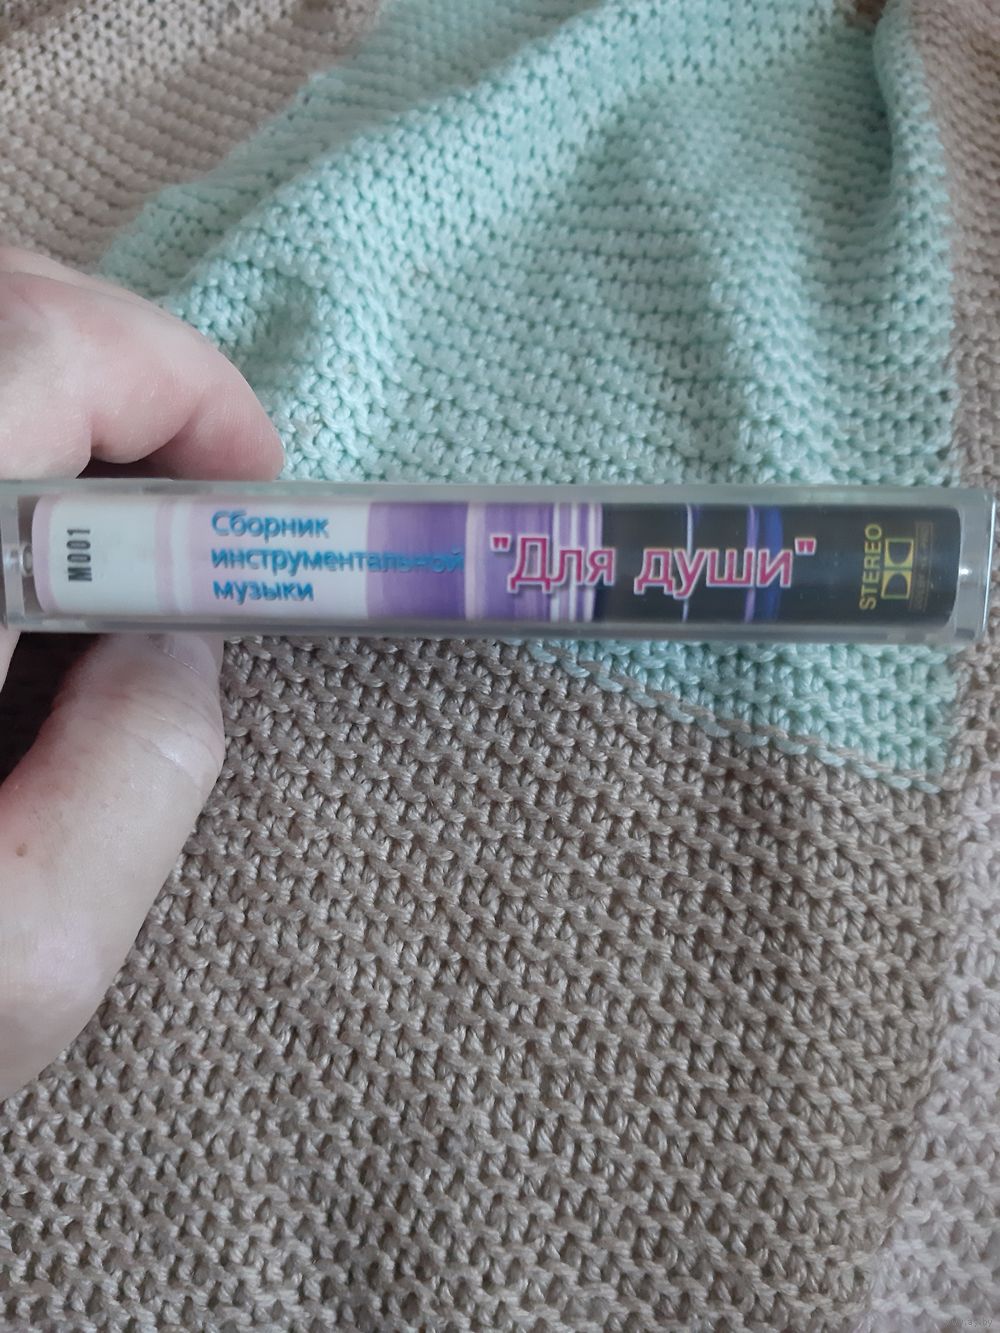 M001
Сборник
инструментальной
музыки
"Для души"
STEREO